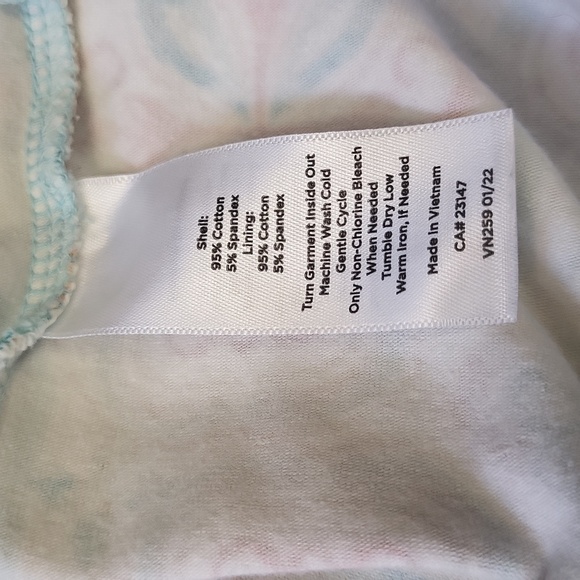 Shell:
95% Cotton
5% Spandex
Lining:
95% Cotton
5% Spandex
Turn Garment Inside Out
Machine Wash Cold
Gentle Cycle
Only Non-Chlorine Bleach
When Needed
Tumble Dry Low
Warm Iron, If Needed
Made in Vietnam
CA# 23147
VN259 01/22